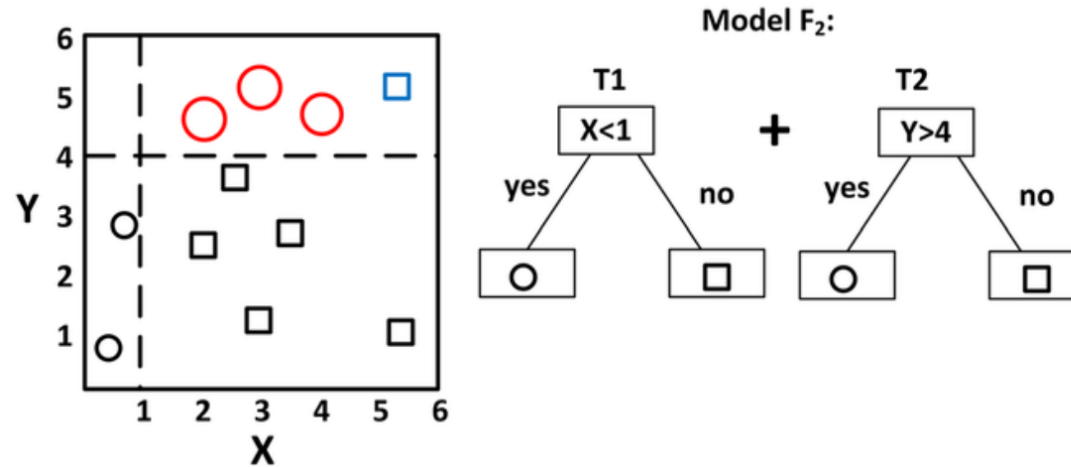 Model F₂:
6
5
4
3
2
1
Y
1 2 3 4 5 6
X
T1
X<1
yes
no
+
T2
Y>4
yes
no